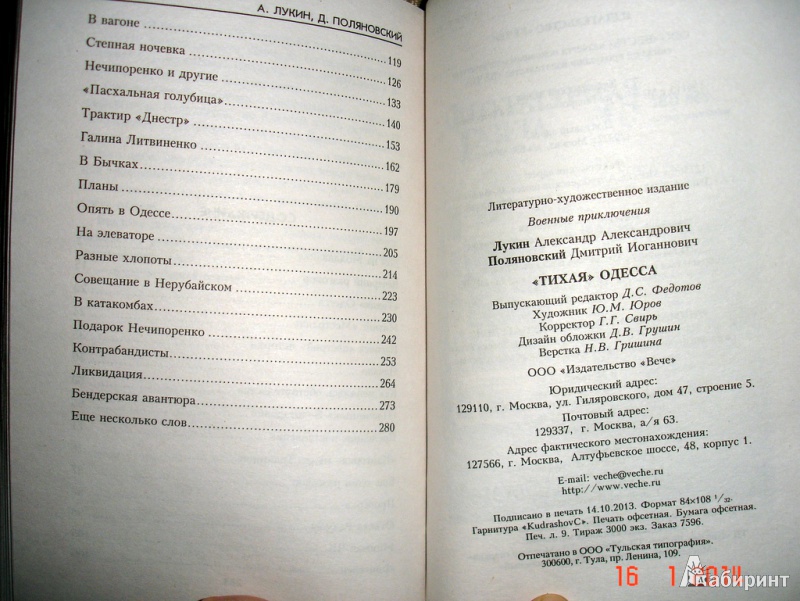 А. ЛУКИН, Д. ПОЛЯНОВСКИЙ
В вагоне 119
Степная ночевка 126
Нечипоренко и другие 133
«Пасхальная голубица» 140
Трактир «Днестр» 153
Галина Литвиненко 162
В Бычках 179
Планы 190
Опять в Одессе 197
На элеваторе 205
Разные хлопоты 214
Совещание в Нерубайском 223
В катакомбах 230
Подарок Нечипоренко 242
Контрабандисты 253
Ликвидация 264
Бендерская авантюра 273
Еще несколько слов 280
Литературно-художественное издание
Военные приключения
Лукин Александр Александрович
Поляновский Дмитрий Иоганнович
«ТИХАЯ» ОДЕССА
Выпускающий редактор Д.С. Федотов
Художник Ю.М. Юров
Корректор Г.Г. Свирь
Дизайн обложки Д.В. Грушин
Верстка Н.В. Гришина
ООО «Издательство «Вече»
Юридический адрес:
129110, г. Москва, ул. Гиляровского, дом 47, строение 5.
Почтовый адрес:
129337, г. Москва, а/я 63.
Адрес фактического местонахождения:
127566, г. Москва, Алтуфьевское шоссе, 48, корпус 1.
E-mail: veche@veche.ru
http://www.veche.ru
Подписано в печать 14.10.2013. Формат 84×108 1/32.
Гарнитура «KudrashovC». Печать офсетная. Бумага офсетная.
Печ. л. 9. Тираж 3000 экз. Заказ 7596.
Отпечатано в ООО «Тульская типография».
300600, г. Тула, пр. Ленина, 109.
16 1 2014
Лабиринт